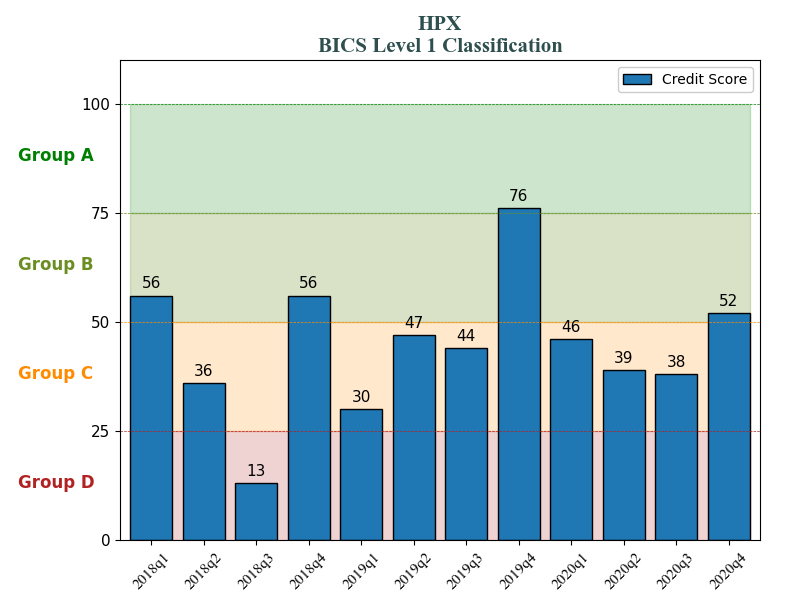 HPX
BICS Level 1 Classification
Credit Score
100
Group A
76
75
Group B
56
56
52
50
47
46
44
Group C
39
38
36
30
25
Group D
13
0
2018q1
2018q2
2018q3
2018q4
2019q1
2019q2
2019q3
2019q4
2020q1
2020q2
2020q3
2020q4